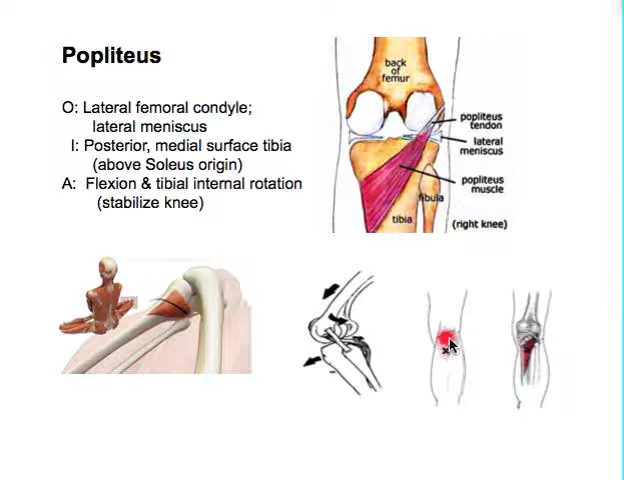 Popliteus
O: Lateral femoral condyle;
lateral meniscus
I: Posterior, medial surface tibia
(above Soleus origin)
A: Flexion & tibial internal rotation
(stabilize knee)
back
of
femur
popliteus
tendon
lateral
meniscus
popliteus
muscle
fibula
tibia
(right knee)